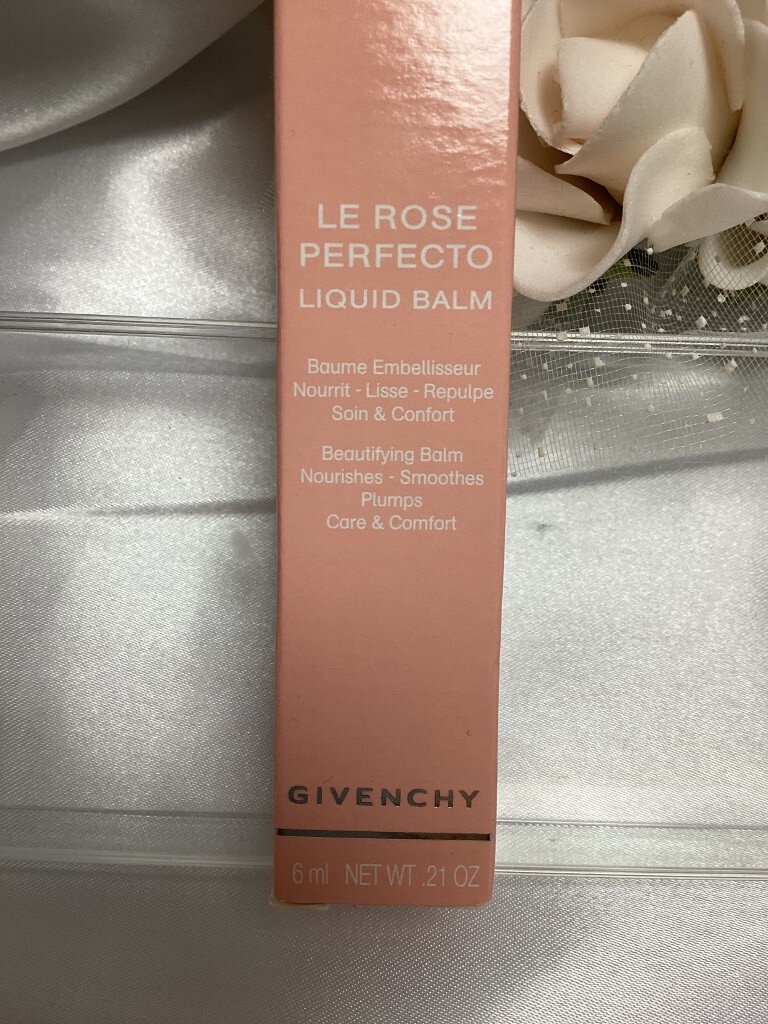 LE ROSE
PERFECTO
LIQUID BALM
Baume Embellisseur
Nourrit - Lisse - Repulpe
Soin & Confort
Beautifying Balm
Nourishes - Smoothes
Plumps
Care & Comfort
GIVENCHY
6 ml NET WT .21 OZ